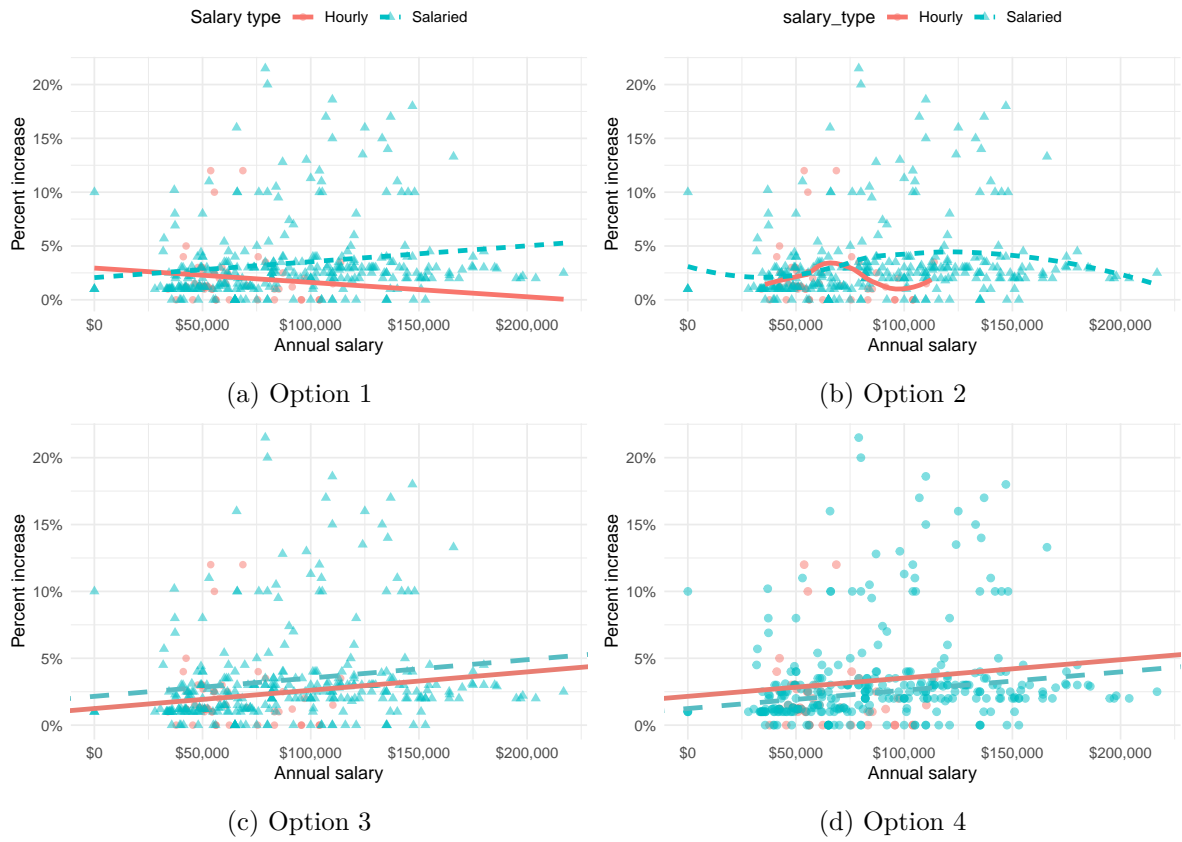 Salary type Hourly Salaried
20%
15%
10%
5%
0%
Percent increase
$0 $50,000 $100,000 $150,000 $200,000
Annual salary
(a) Option 1
salary_type Hourly Salaried
20%
15%
10%
5%
0%
Percent increase
$0 $50,000 $100,000 $150,000 $200,000
Annual salary
(b) Option 2
20%
15%
10%
5%
0%
Percent increase
$0 $50,000 $100,000 $150,000 $200,000
Annual salary
(c) Option 3
20%
15%
10%
5%
0%
Percent increase
$0 $50,000 $100,000 $150,000 $200,000
Annual salary
(d) Option 4